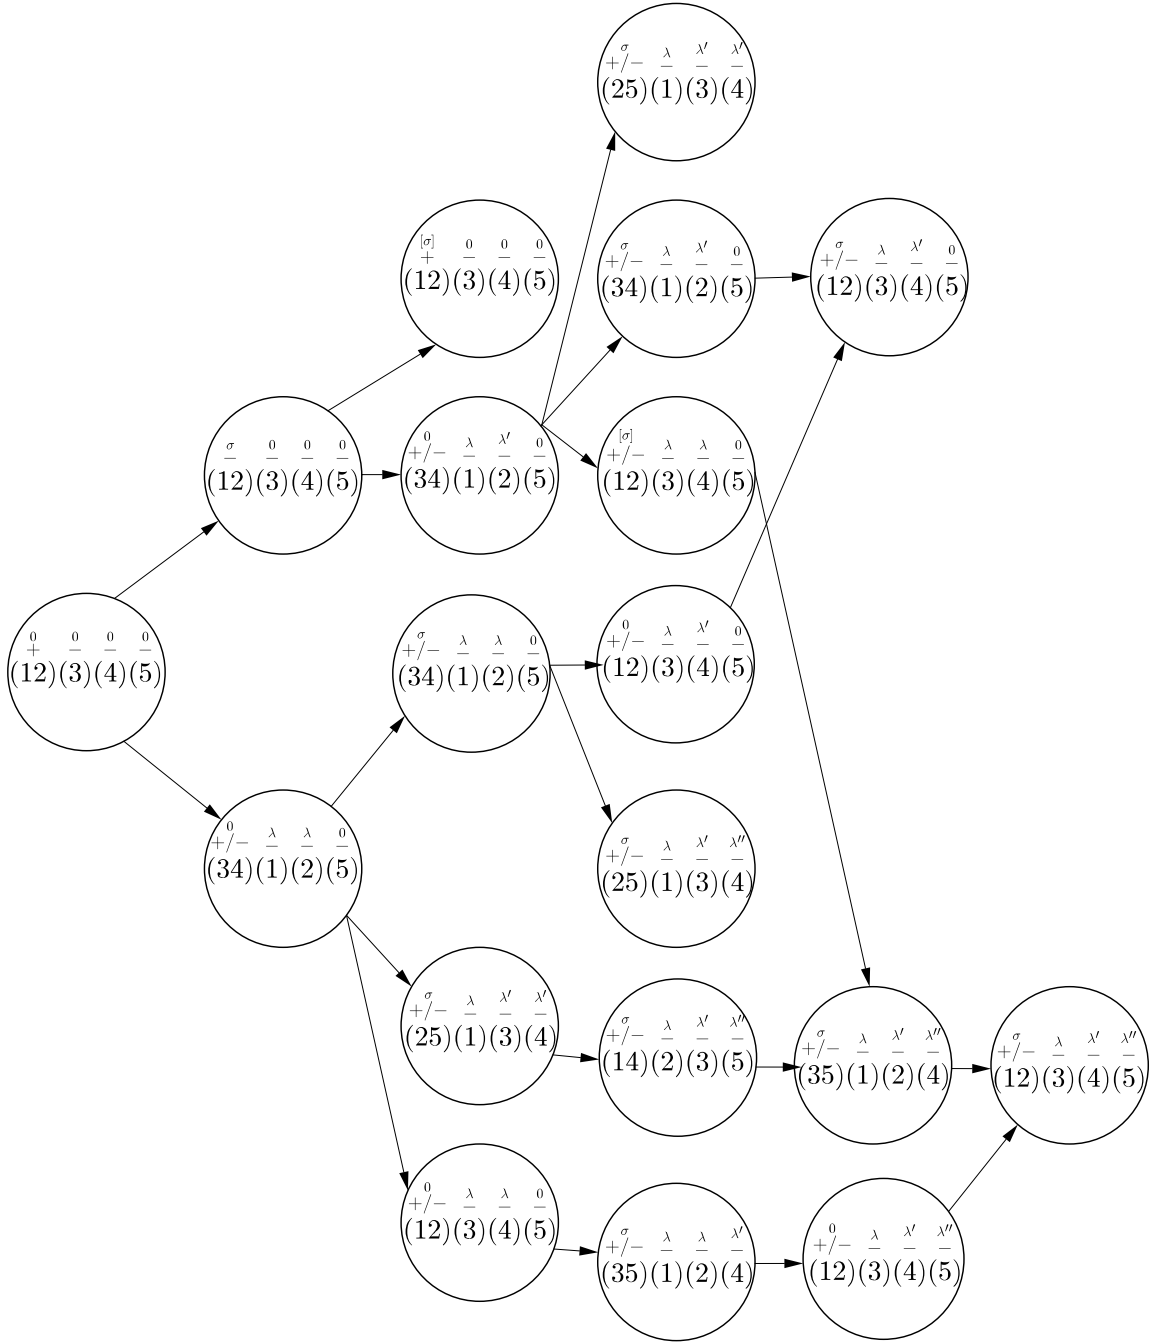 σ λ λ′ λ′
+/− − − −
(25)(1)(3)(4)
[σ] 0 0 0
+ − − −
(12)(3)(4)(5)
σ λ λ′ 0
+/− − − −
(34)(1)(2)(5)
σ λ λ′ 0
+/− − − −
(12)(3)(4)(5)
σ 0 0 0
− − − −
(12)(3)(4)(5)
0 λ λ′ 0
+/− − − −
(34)(1)(2)(5)
[σ] λ λ 0
+/− − − −
(12)(3)(4)(5)
0 0 0 0
+ − − −
(12)(3)(4)(5)
σ λ λ 0
+/− − − −
(34)(1)(2)(5)
0 λ λ′ 0
+/− − − −
(12)(3)(4)(5)
0 λ λ 0
+/− − − −
(34)(1)(2)(5)
σ λ λ′ λ″
+/− − − −
(25)(1)(3)(4)
σ λ λ′ λ′
+/− − − −
(25)(1)(3)(4)
σ λ λ′ λ″
+/− − − −
(14)(2)(3)(5)
σ λ λ′ λ″
+/− − − −
(35)(1)(2)(4)
σ λ λ′ λ″
+/− − − −
(12)(3)(4)(5)
0 λ λ 0
+/− − − −
(12)(3)(4)(5)
σ λ λ λ′
+/− − − −
(35)(1)(2)(4)
0 λ λ′ λ″
+/− − − −
(12)(3)(4)(5)